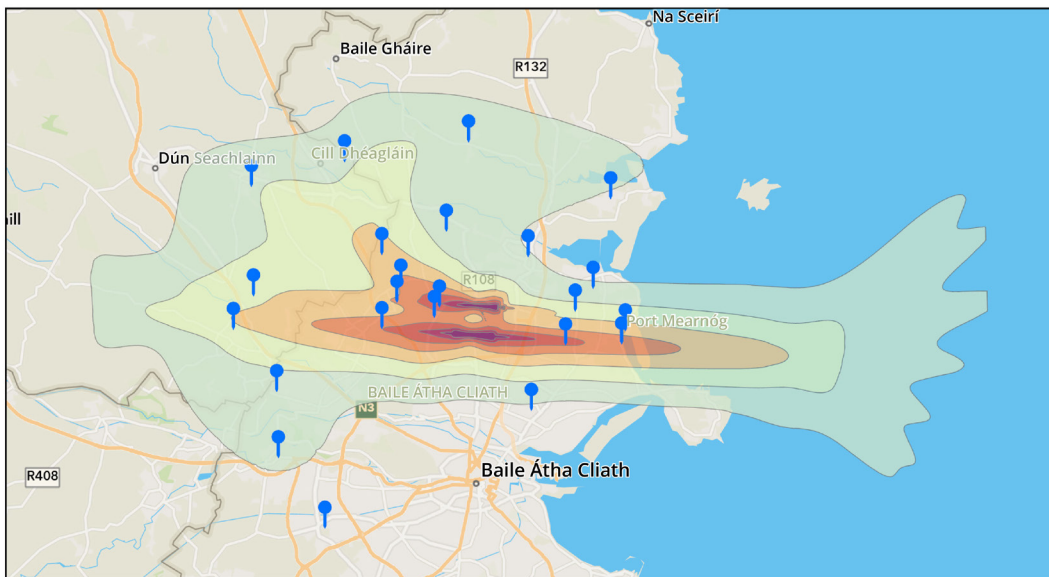 Na Sceirí
Baile Gháire
R132
Dún Seachlainn
Cill Dhéagláin
ill
R108
Port Mearnóg
BAILE ÁTHA CLIATH
N3
Baile Átha Cliath
R408